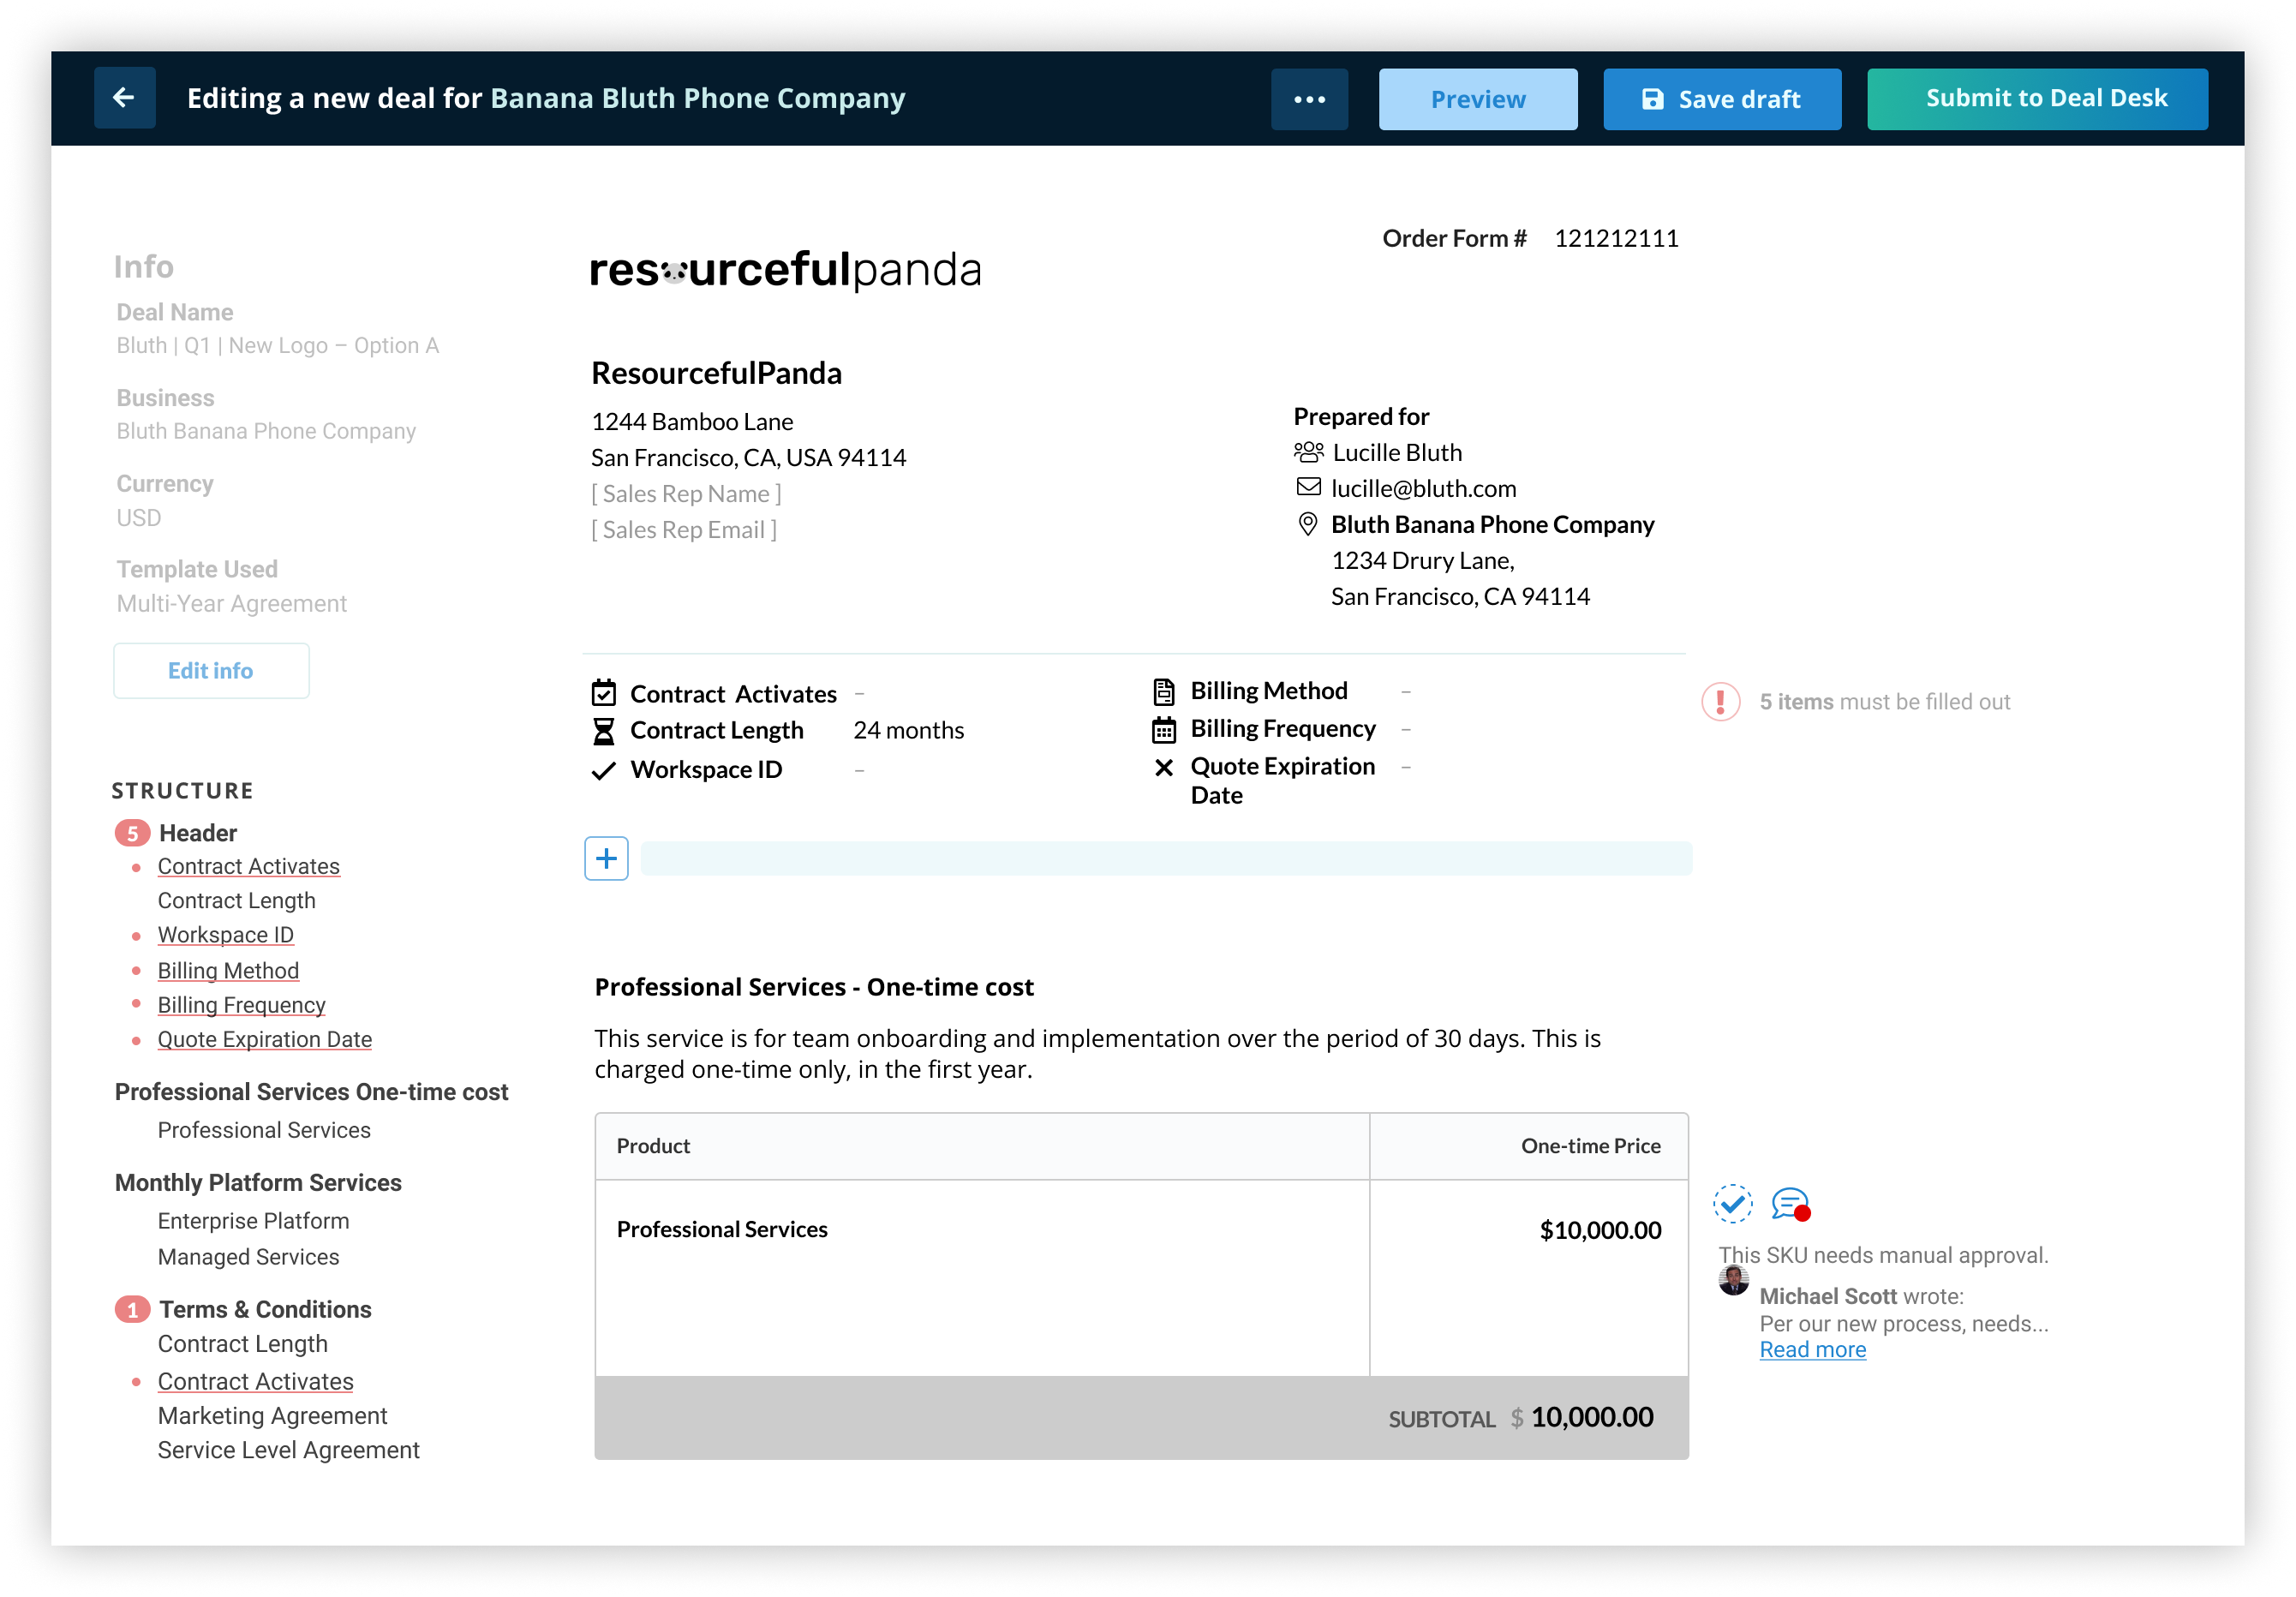 Editing a new deal for Banana Bluth Phone Company
Preview
Save draft
Submit to Deal Desk
Info
Deal Name
Bluth | Q1 | New Logo – Option A
Business
Bluth Banana Phone Company
Currency
USD
Template Used
Multi-Year Agreement
Edit info
STRUCTURE
5 Header
Contract Activates
Contract Length
Workspace ID
Billing Method
Billing Frequency
Quote Expiration Date
Professional Services One-time cost
Professional Services
Monthly Platform Services
Enterprise Platform
Managed Services
1 Terms & Conditions
Contract Length
Contract Activates
Marketing Agreement
Service Level Agreement
Order Form # 121212111
resourcefulpanda
ResourcefulPanda
1244 Bamboo Lane
San Francisco, CA, USA 94114
[ Sales Rep Name ]
[ Sales Rep Email ]
Prepared for
Lucille Bluth
lucille@bluth.com
Bluth Banana Phone Company
1234 Drury Lane,
San Francisco, CA 94114
Contract Activates –
Contract Length 24 months
Workspace ID –
Billing Method –
Billing Frequency –
Quote Expiration –
Date
5 items must be filled out
Professional Services - One-time cost
This service is for team onboarding and implementation over the period of 30 days. This is
charged one-time only, in the first year.
Product One-time Price
Professional Services $10,000.00
SUBTOTAL $ 10,000.00
This SKU needs manual approval.
Michael Scott wrote:
Per our new process, needs...
Read more